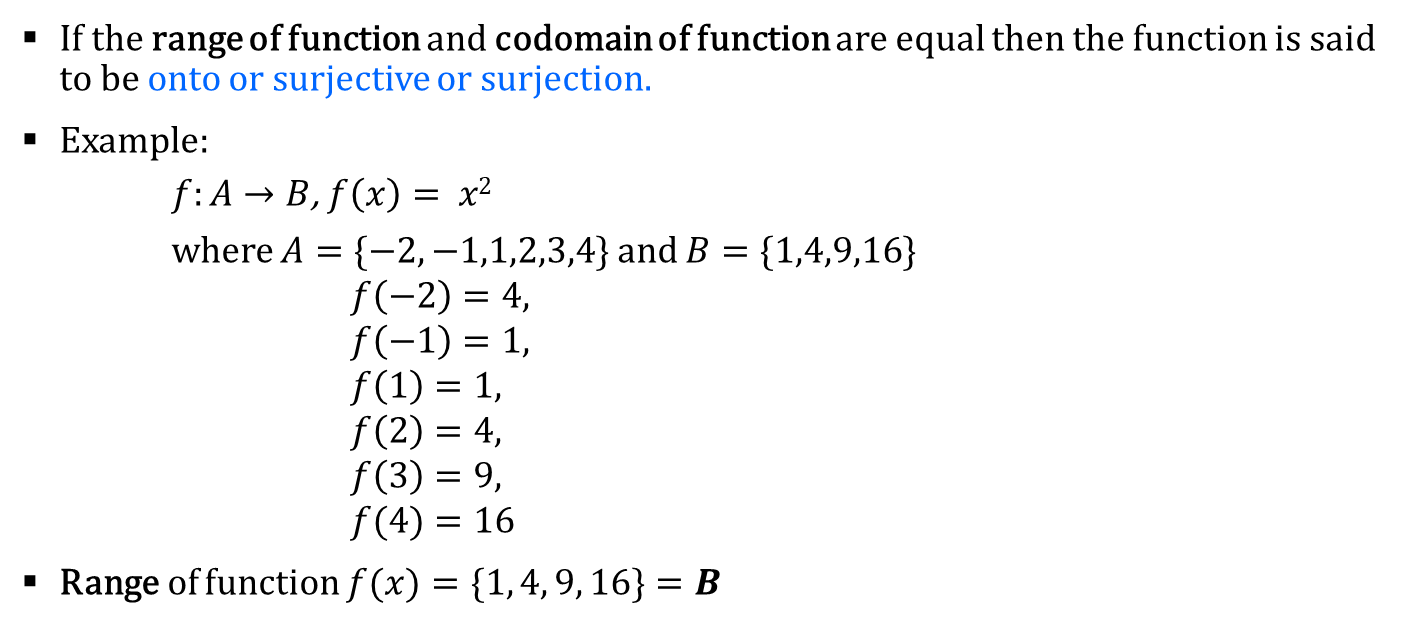 ▪ If the range of function and codomain of function are equal then the function is said
to be onto or surjective or surjection.
▪ Example:
f: A → B, f(x) = x²
where A = {−2, −1,1,2,3,4} and B = {1,4,9,16}
f(−2) = 4,
f(−1) = 1,
f(1) = 1,
f(2) = 4,
f(3) = 9,
f(4) = 16
▪ Range of function f(x) = {1, 4, 9, 16} = B